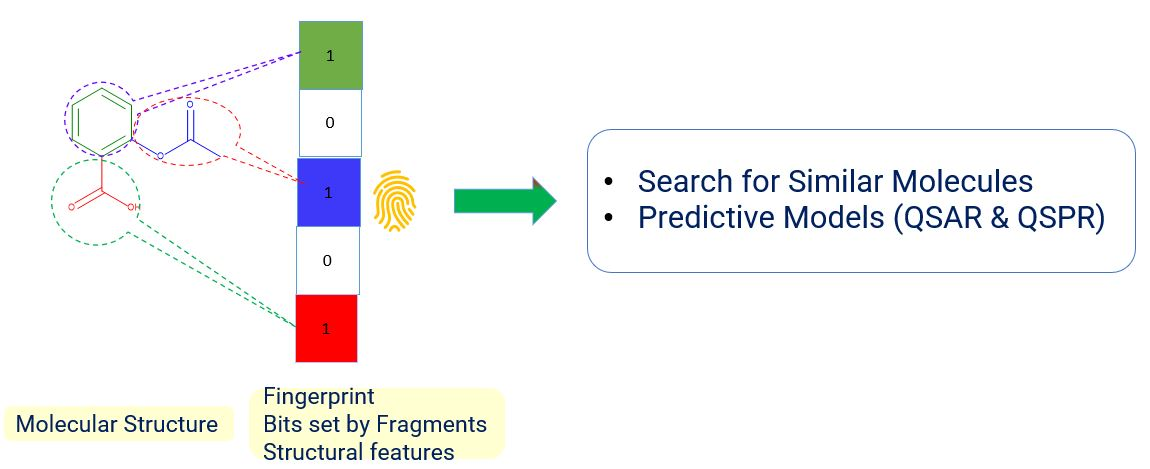 1
0
1
0
1
O
O
O
OH
• Search for Similar Molecules
• Predictive Models (QSAR & QSPR)
Molecular Structure
Fingerprint
Bits set by Fragments
Structural features